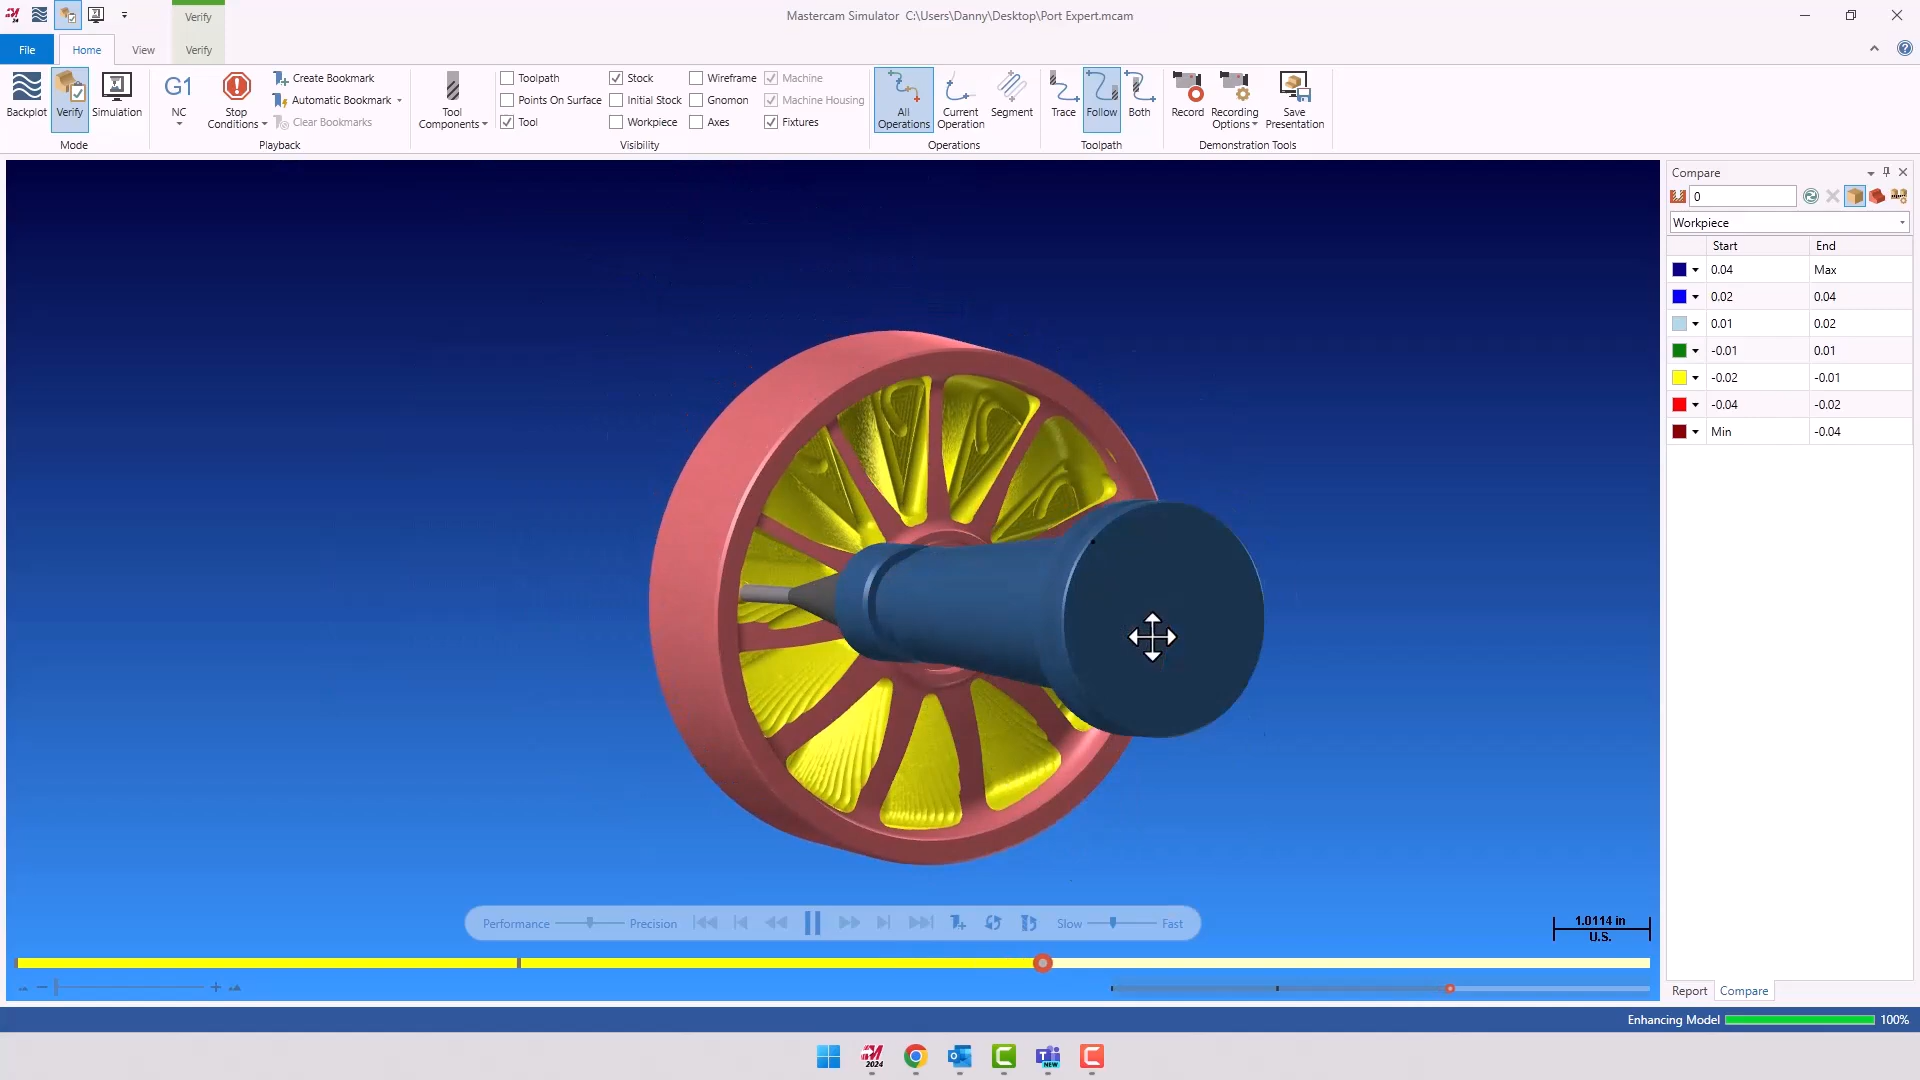 Verify
Mastercam Simulator C:\Users\Danny\Desktop\Port Expert.mcam
File
Home
View
Verify
Backplot
Verify
Simulation
Mode
G1
NC
Stop
Conditions
Create Bookmark
Automatic Bookmark
Clear Bookmarks
Playback
Tool
Components
Toolpath
Points On Surface
Tool
Stock
Initial Stock
Workpiece
Wireframe
Gnomon
Axes
Machine
Machine Housing
Fixtures
Visibility
All
Operations
Current
Operation
Segment
Operations
Trace
Follow
Both
Toolpath
Record
Recording
Options
Save
Presentation
Demonstration Tools
Compare
0
Workpiece
Start End
0.04 Max
0.02 0.04
0.01 0.02
-0.01 0.01
-0.02 -0.01
-0.04 -0.02
Min -0.04
Performance Precision
Slow Fast
1.0114 in
U.S.
Report Compare
Enhancing Model 100%
2024
NEW